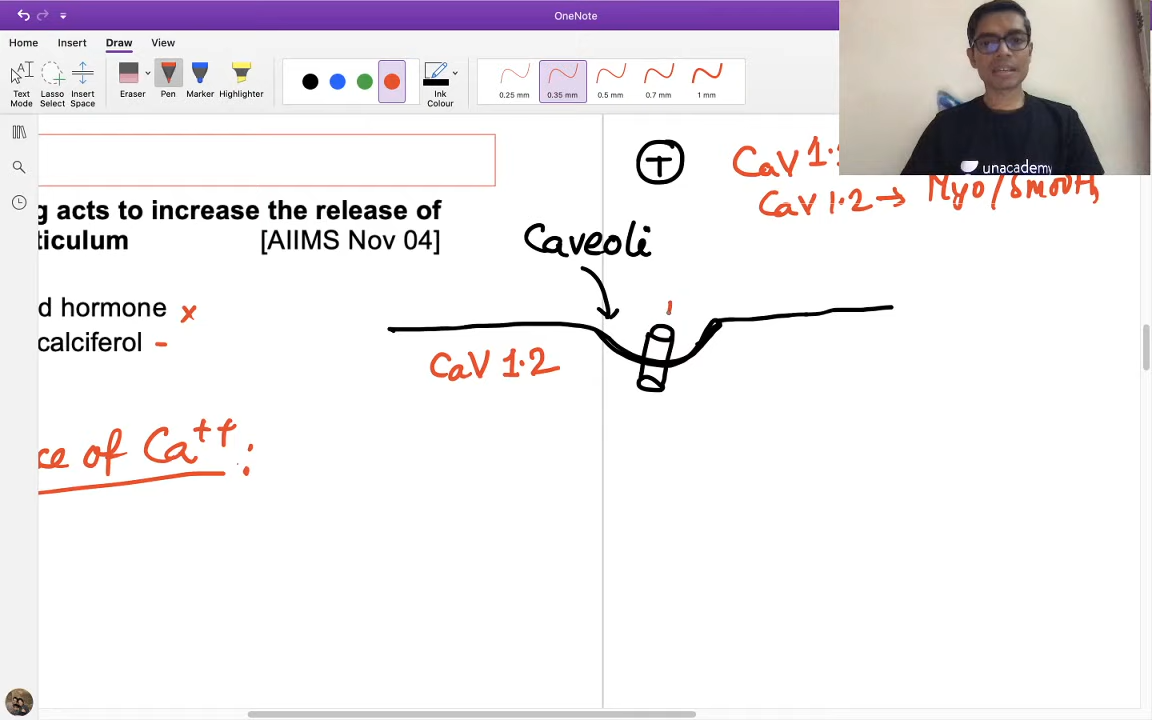 OneNote
Home Insert Draw View
Text Mode
Lasso Select
Insert Space
Eraser
Pen
Marker
Highlighter
Ink Colour
0.25 mm
0.35 mm
0.5 mm
0.7 mm
1 mm
unacademy
g acts to increase the release of
ticulum [AIIMS Nov 04]
d hormone x
calciferol -
ce of Ca++ :
+
CaV 1.
CaV 1.2 → Myo/Smooth
Caveoli
CaV 1.2